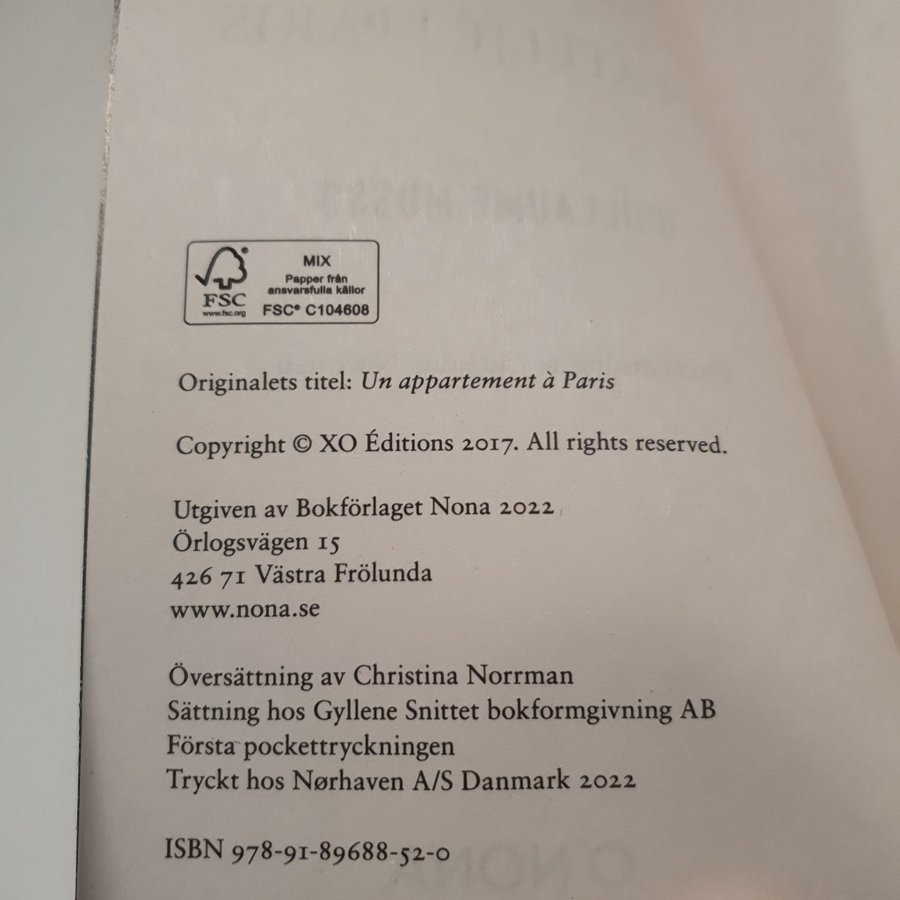 MIX
Papper från
ansvarsfulla källor
FSC® C104608
FSC
www.fsc.org
Originalets titel: Un appartement à Paris
Copyright © XO Éditions 2017. All rights reserved.
Utgiven av Bokförlaget Nona 2022
Örlogsvägen 15
426 71 Västra Frölunda
www.nona.se
Översättning av Christina Norrman
Sättning hos Gyllene Snittet bokformgivning AB
Första pockettryckningen
Tryckt hos Nørhaven A/S Danmark 2022
ISBN 978-91-89688-52-0